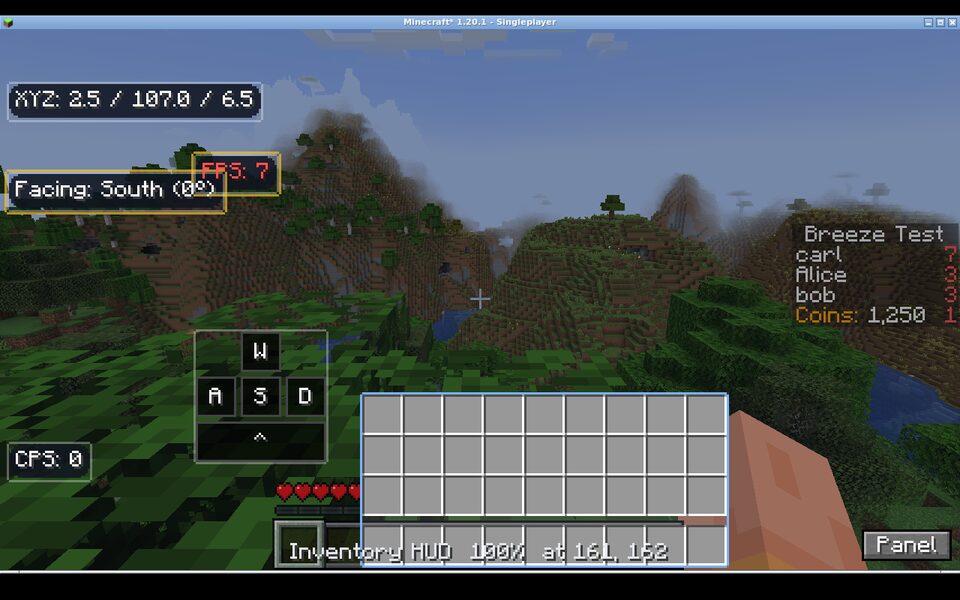 Minecraft* 1.20.1 - Singleplayer
XYZ: 2.5 / 107.0 / 6.5
FPS: 7
Facing: South (0°)
Breeze Test
carl 7
Alice 3
bob 3
Coins: 1,250 1
W
A S D
^
CPS: 0
Inventory HUD 100% at 161, 162
Panel